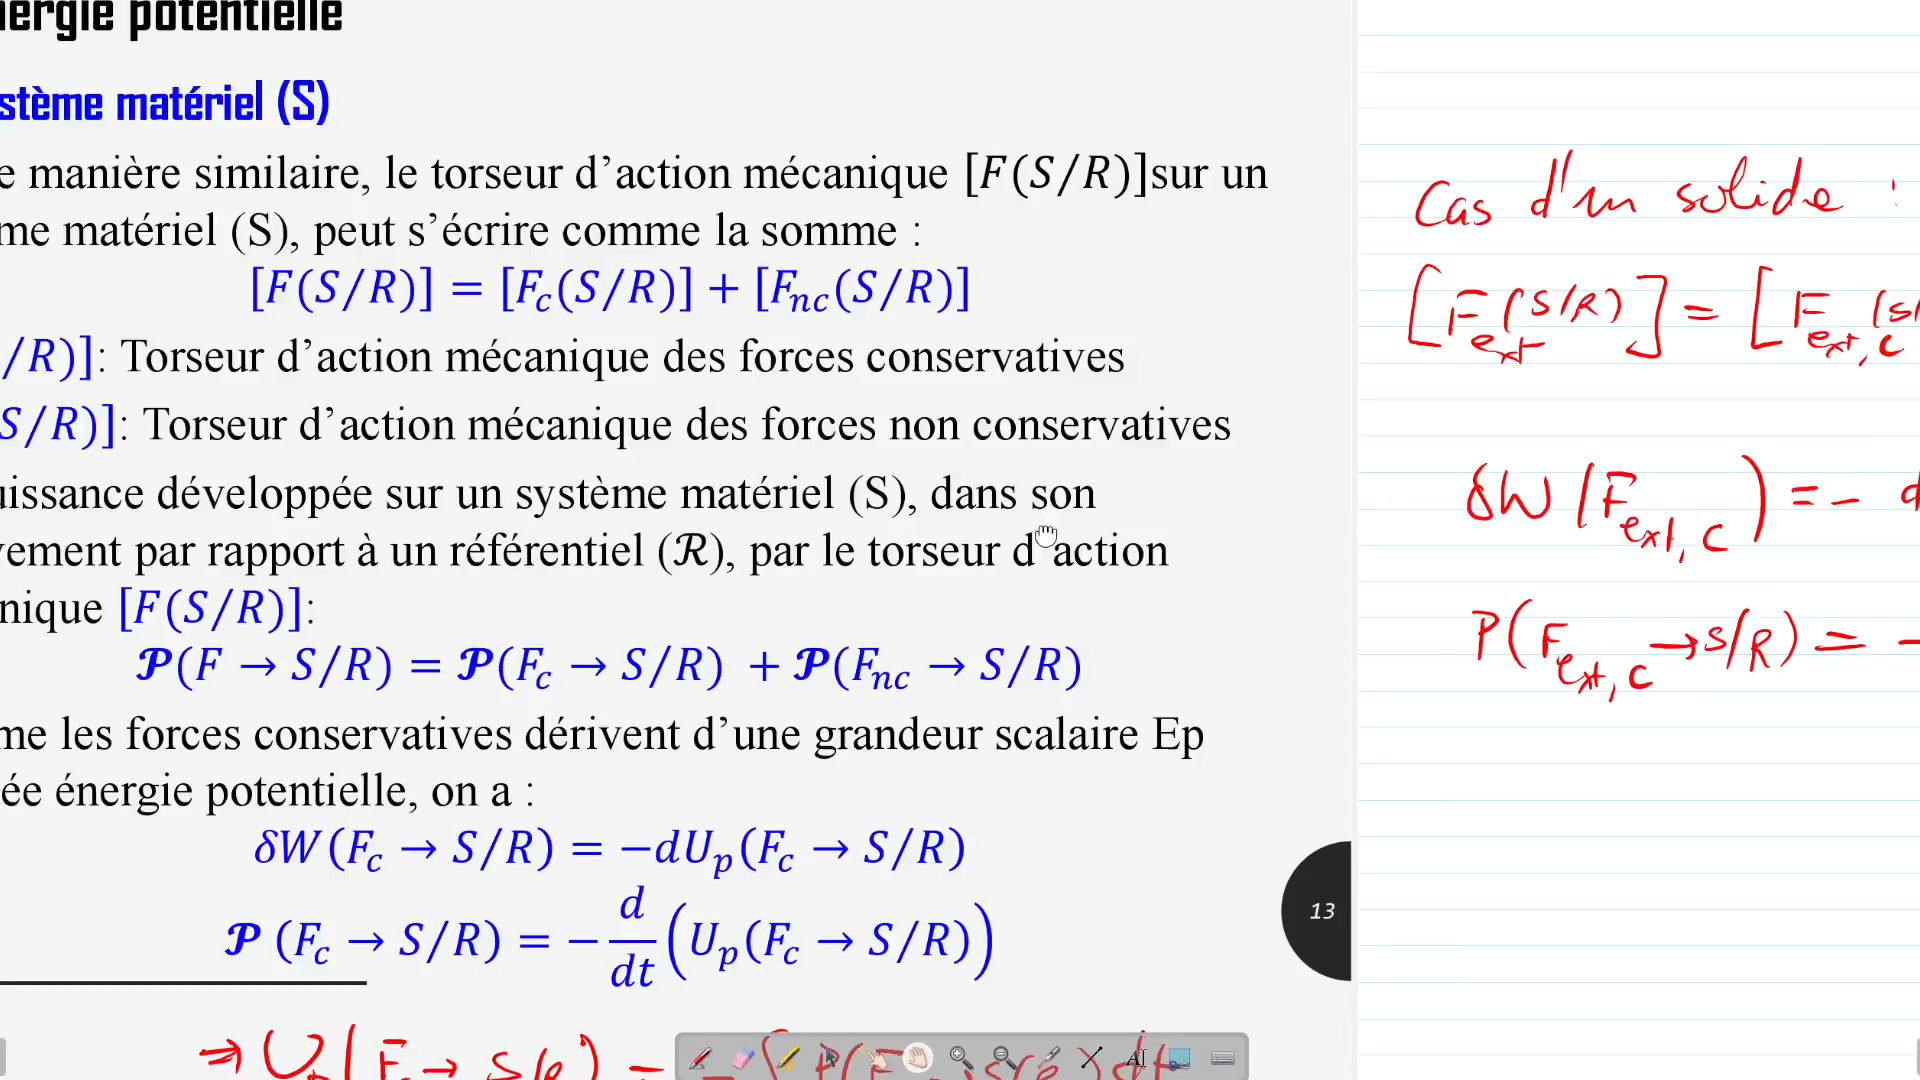 nergie potentielle
stème matériel (S)
e manière similaire, le torseur d'action mécanique [F(S/R)]sur un
me matériel (S), peut s'écrire comme la somme :
[F(S/R)] = [F_c(S/R)] + [F_nc(S/R)]
/R)]: Torseur d'action mécanique des forces conservatives
S/R)]: Torseur d'action mécanique des forces non conservatives
uissance développée sur un système matériel (S), dans son
vement par rapport à un référentiel (ℛ), par le torseur d'action
nique [F(S/R)]:
𝓟(F → S/R) = 𝓟(F_c → S/R) + 𝓟(F_nc → S/R)
me les forces conservatives dérivent d'une grandeur scalaire Ep
ée énergie potentielle, on a :
δW(F_c → S/R) = −dU_p(F_c → S/R)
𝓟 (F_c → S/R) = − d/dt (U_p(F_c → S/R))
13
Cas d'un solide :
[F_ext (S/R)] = [F_ext, c (S/
δW (F_ext, c) = − d
P(F_ext, c → S/R) = −